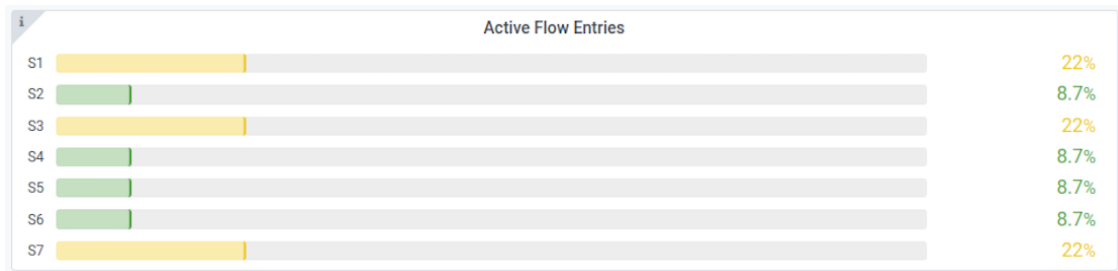 i
Active Flow Entries
S1 22%
S2 8.7%
S3 22%
S4 8.7%
S5 8.7%
S6 8.7%
S7 22%